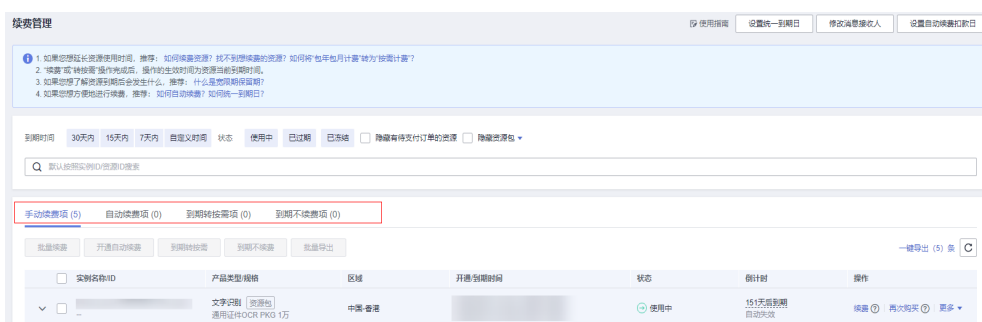 续费管理
使用指南 设置统一到期日 修改消息接收人 设置自动续费扣款日
1. 如果您想延长资源使用时间，推荐：如何续费资源？找不到想续费的资源？如何将“包年包月计费”转为“按需计费”？
2. “续费”或“转按需”操作完成后，操作的生效时间为资源当前到期时间。
3. 如果您想了解资源到期后会发生什么，推荐：什么是宽限期保留期？
4. 如果您想方便地进行续费，推荐：如何自动续费？如何统一到期日？
到期时间 30天内 15天内 7天内 自定义时间 状态 使用中 已过期 已冻结 隐藏有待支付订单的资源 隐藏资源包
默认按照实例ID/资源ID搜索
手动续费项 (5) 自动续费项 (0) 到期转按需项 (0) 到期不续费项 (0)
批量续费 开通自动续费 到期转按需 到期不续费 批量导出 一键导出 (5) 条
实例名称/ID 产品类型/规格 区域 开通/到期时间 状态 倒计时 操作
文字识别 资源包 中国-香港 使用中 151天后到期 续费 再次购买 更多
-- 通用证件OCR PKG 1万 自动失效